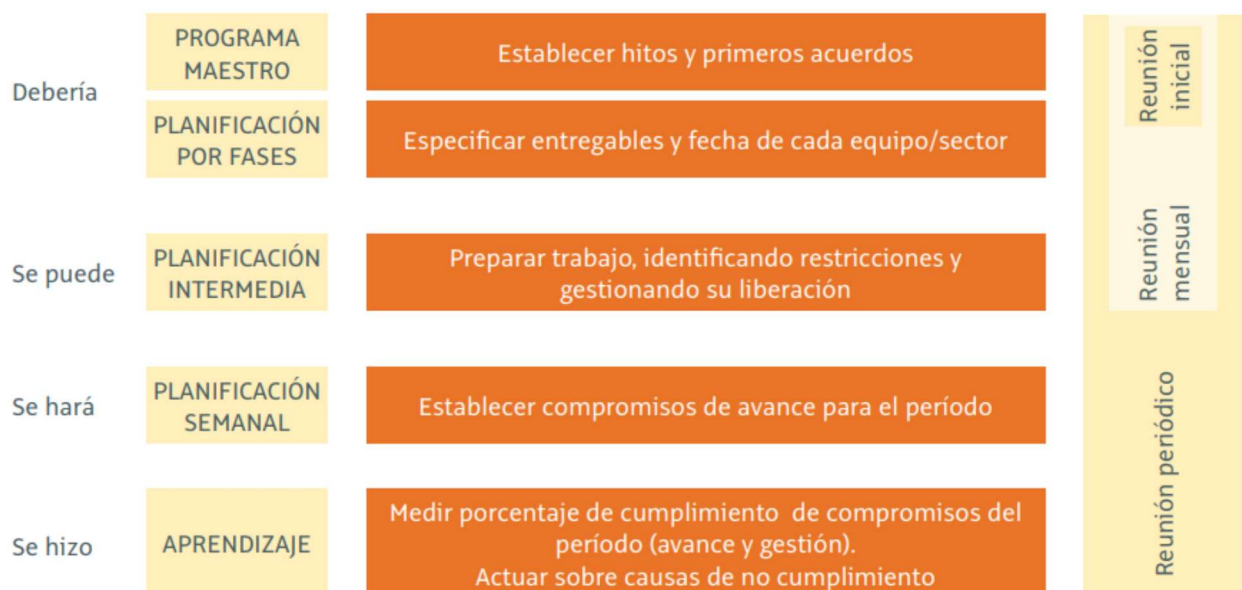 Debería
PROGRAMA
MAESTRO
Establecer hitos y primeros acuerdos
PLANIFICACIÓN
POR FASES
Especificar entregables y fecha de cada equipo/sector
Se puede
PLANIFICACIÓN
INTERMEDIA
Preparar trabajo, identificando restricciones y
gestionando su liberación
Se hará
PLANIFICACIÓN
SEMANAL
Establecer compromisos de avance para el período
Se hizo
APRENDIZAJE
Medir porcentaje de cumplimiento de compromisos del
período (avance y gestión).
Actuar sobre causas de no cumplimiento
Reunión
inicial
Reunión
mensual
Reunión periódico